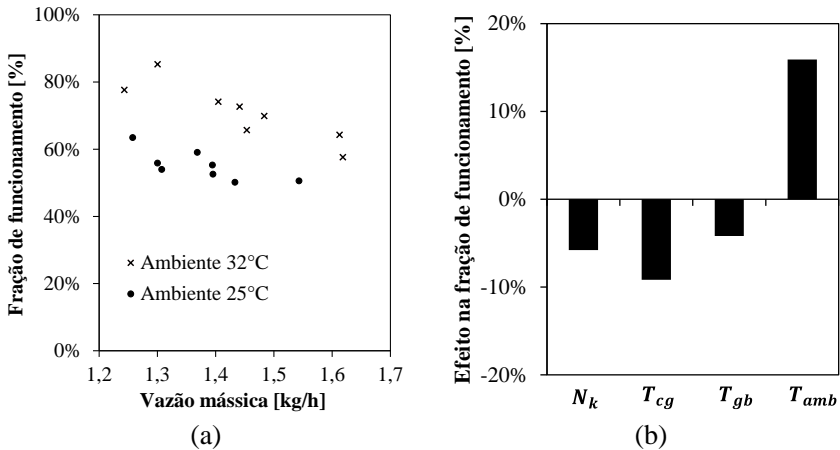 Fração de funcionamento [%]
100%
80%
60%
40%
20%
0%
× Ambiente 32°C
● Ambiente 25°C
1,2 1,3 1,4 1,5 1,6 1,7
Vazão mássica [kg/h]
(a)
Efeito na fração de funcionamento [%]
20%
10%
0%
-10%
-20%
N_k T_cg T_gb T_amb
(b)